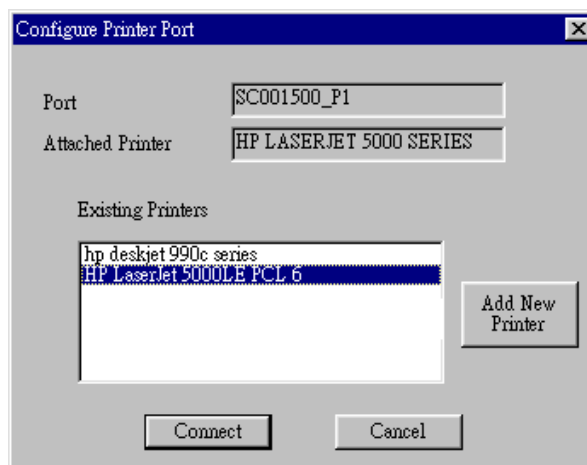 Configure Printer Port
Port
SC001500_P1
Attached Printer
HP LASERJET 5000 SERIES
Existing Printers
hp deskjet 990c series
HP LaserJet 5000LE PCL 6
Add New
Printer
Connect
Cancel